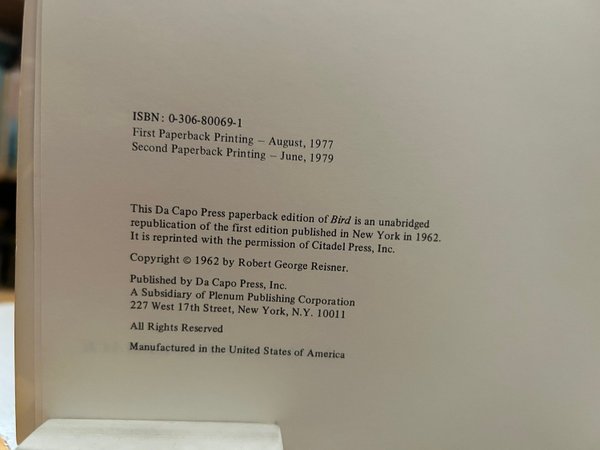 ISBN: 0-306-80069-1
First Paperback Printing – August, 1977
Second Paperback Printing – June, 1979
This Da Capo Press paperback edition of Bird is an unabridged
republication of the first edition published in New York in 1962.
It is reprinted with the permission of Citadel Press, Inc.
Copyright © 1962 by Robert George Reisner.
Published by Da Capo Press, Inc.
A Subsidiary of Plenum Publishing Corporation
227 West 17th Street, New York, N.Y. 10011
All Rights Reserved
Manufactured in the United States of America